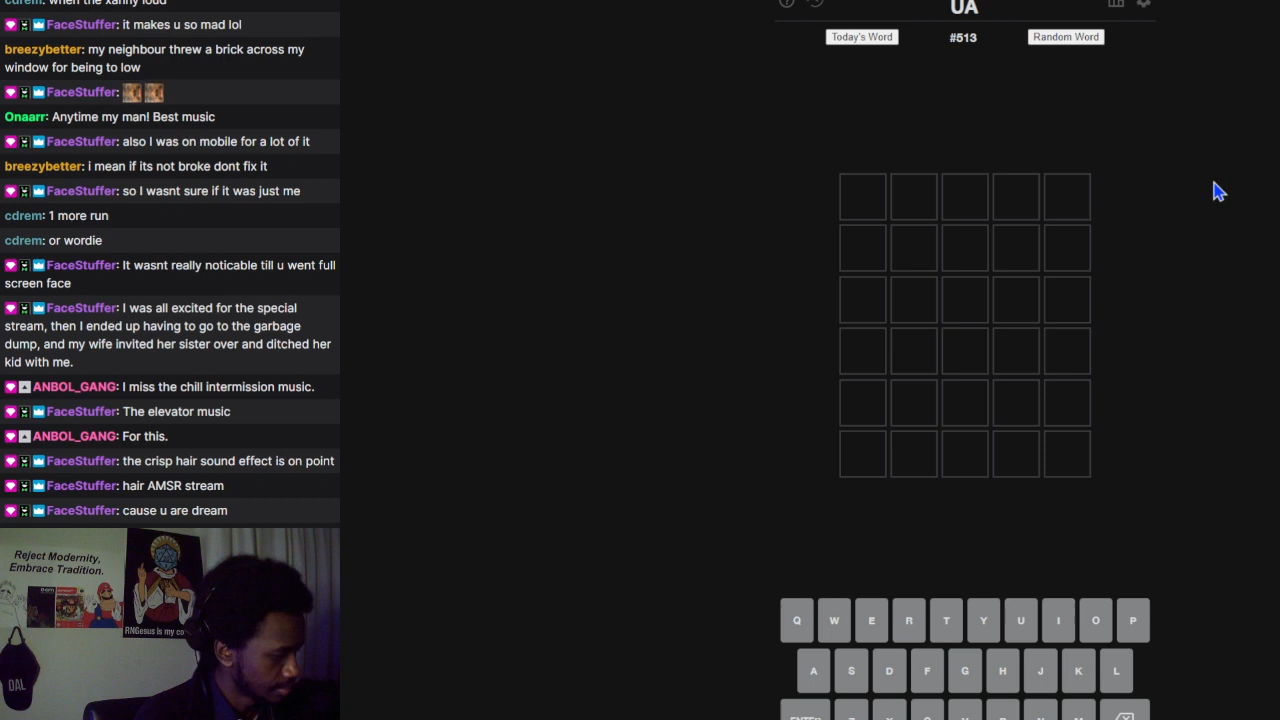 cdrem: when the xanny loud
FaceStuffer: it makes u so mad lol
breezybetter: my neighbour threw a brick across my
window for being to low
FaceStuffer:
Onaarr: Anytime my man! Best music
FaceStuffer: also I was on mobile for a lot of it
breezybetter: i mean if its not broke dont fix it
FaceStuffer: so I wasnt sure if it was just me
cdrem: 1 more run
cdrem: or wordie
FaceStuffer: It wasnt really noticable till u went full
screen face
FaceStuffer: I was all excited for the special
stream, then I ended up having to go to the garbage
dump, and my wife invited her sister over and ditched her
kid with me.
ANBOL_GANG: I miss the chill intermission music.
FaceStuffer: The elevator music
ANBOL_GANG: For this.
FaceStuffer: the crisp hair sound effect is on point
FaceStuffer: hair AMSR stream
FaceStuffer: cause u are dream
Reject Modernity,
Embrace Tradition.
RNGesus is my co
DAL
UA
Today's Word #513 Random Word
Q W E R T Y U I O P
A S D F G H J K L